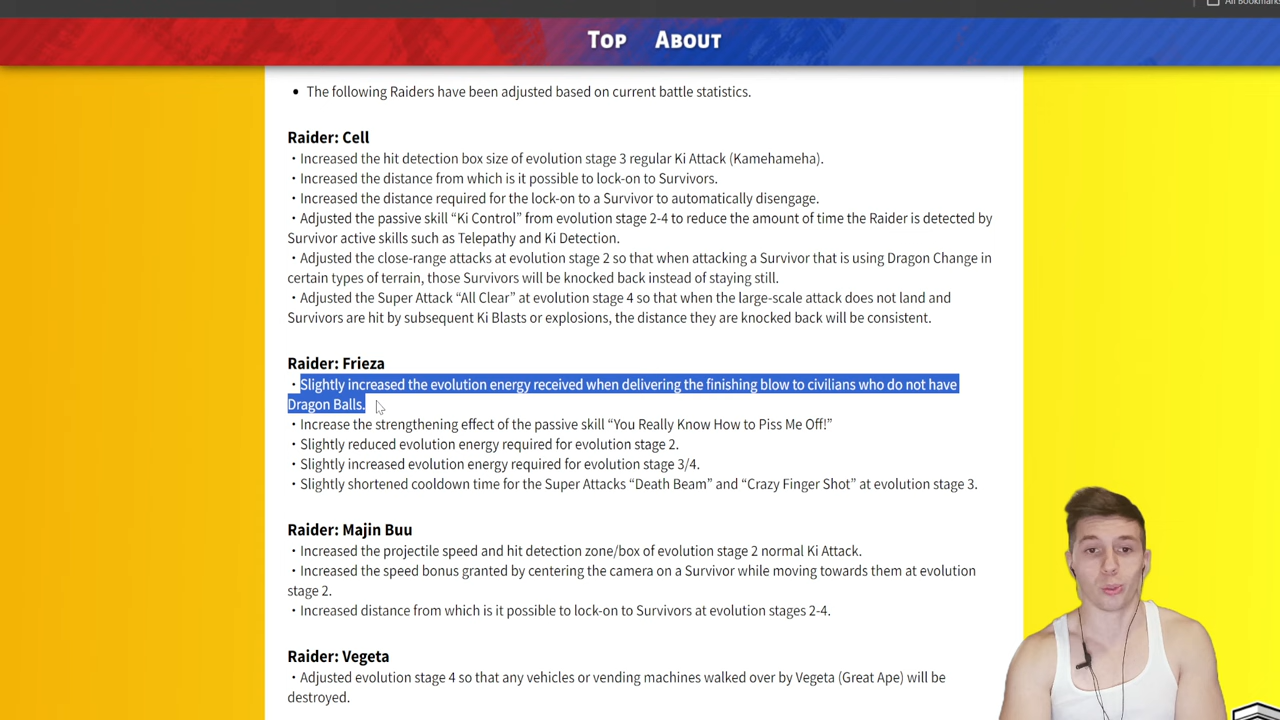 All Bookmarks
TOP ABOUT
• The following Raiders have been adjusted based on current battle statistics.
Raider: Cell
・Increased the hit detection box size of evolution stage 3 regular Ki Attack (Kamehameha).
・Increased the distance from which is it possible to lock-on to Survivors.
・Increased the distance required for the lock-on to a Survivor to automatically disengage.
・Adjusted the passive skill “Ki Control” from evolution stage 2-4 to reduce the amount of time the Raider is detected by
Survivor active skills such as Telepathy and Ki Detection.
・Adjusted the close-range attacks at evolution stage 2 so that when attacking a Survivor that is using Dragon Change in
certain types of terrain, those Survivors will be knocked back instead of staying still.
・Adjusted the Super Attack “All Clear” at evolution stage 4 so that when the large-scale attack does not land and
Survivors are hit by subsequent Ki Blasts or explosions, the distance they are knocked back will be consistent.
Raider: Frieza
・Slightly increased the evolution energy received when delivering the finishing blow to civilians who do not have
Dragon Balls.
・Increase the strengthening effect of the passive skill “You Really Know How to Piss Me Off!”
・Slightly reduced evolution energy required for evolution stage 2.
・Slightly increased evolution energy required for evolution stage 3/4.
・Slightly shortened cooldown time for the Super Attacks “Death Beam” and “Crazy Finger Shot” at evolution stage 3.
Raider: Majin Buu
・Increased the projectile speed and hit detection zone/box of evolution stage 2 normal Ki Attack.
・Increased the speed bonus granted by centering the camera on a Survivor while moving towards them at evolution
stage 2.
・Increased distance from which is it possible to lock-on to Survivors at evolution stages 2-4.
Raider: Vegeta
・Adjusted evolution stage 4 so that any vehicles or vending machines walked over by Vegeta (Great Ape) will be
destroyed.